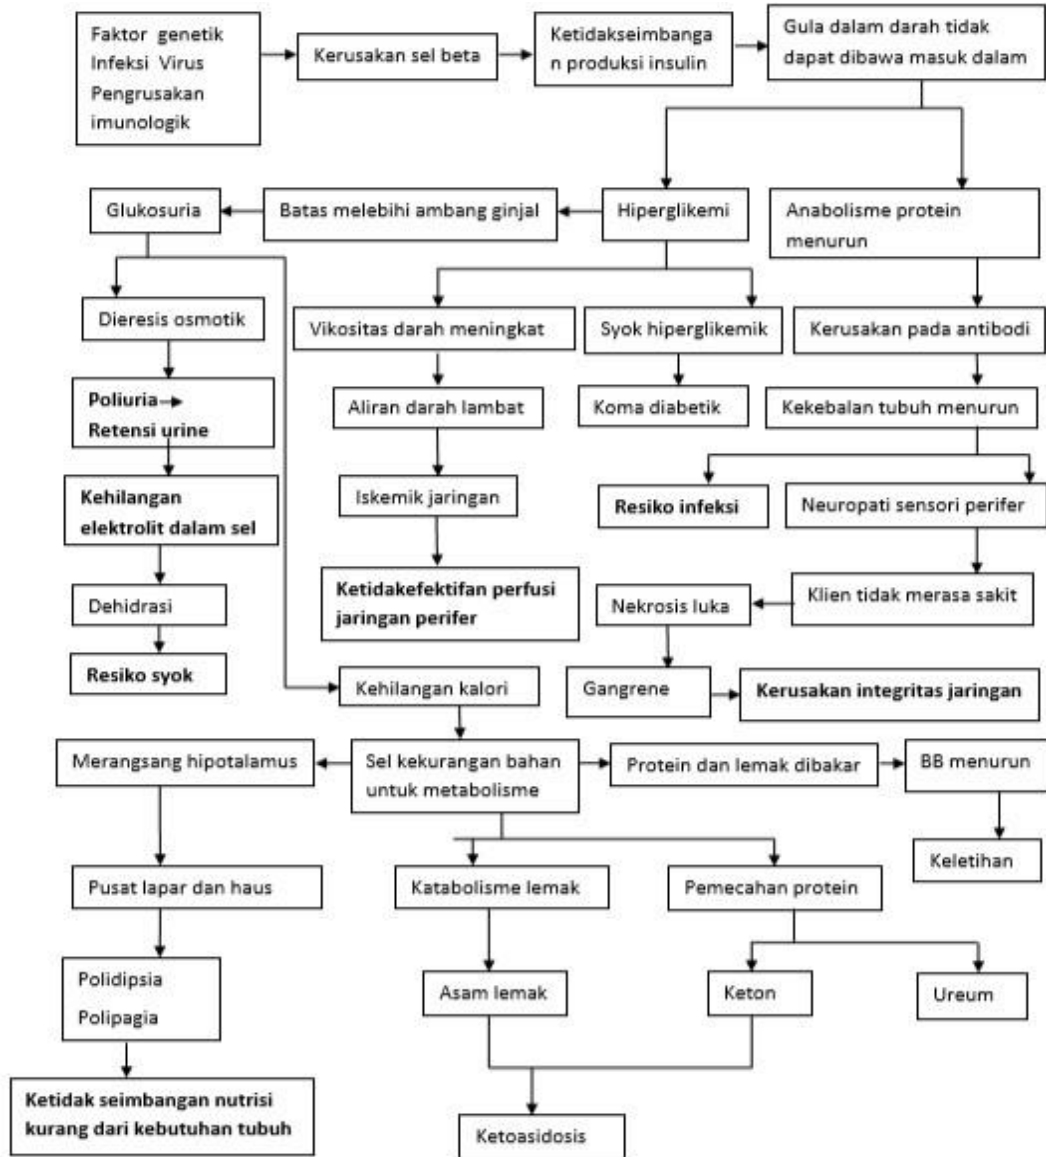 Faktor genetik
Infeksi Virus
Pengrusakan
imunologik
Kerusakan sel beta
Ketidakseimbanga
n produksi insulin
Gula dalam darah tidak
dapat dibawa masuk dalam
Glukosuria
Batas melebihi ambang ginjal
Hiperglikemi
Anabolisme protein
menurun
Dieresis osmotik
Vikositas darah meningkat
Syok hiperglikemik
Kerusakan pada antibodi
Poliuria→
Retensi urine
Aliran darah lambat
Koma diabetik
Kekebalan tubuh menurun
Kehilangan
elektrolit dalam sel
Iskemik jaringan
Resiko infeksi
Neuropati sensori perifer
Dehidrasi
Ketidakefektifan perfusi
jaringan perifer
Nekrosis luka
Klien tidak merasa sakit
Resiko syok
Kehilangan kalori
Gangrene
Kerusakan integritas jaringan
Merangsang hipotalamus
Sel kekurangan bahan
untuk metabolisme
Protein dan lemak dibakar
BB menurun
Keletihan
Pusat lapar dan haus
Katabolisme lemak
Pemecahan protein
Polidipsia
Polipagia
Asam lemak
Keton
Ureum
Ketidak seimbangan nutrisi
kurang dari kebutuhan tubuh
Ketoasidosis